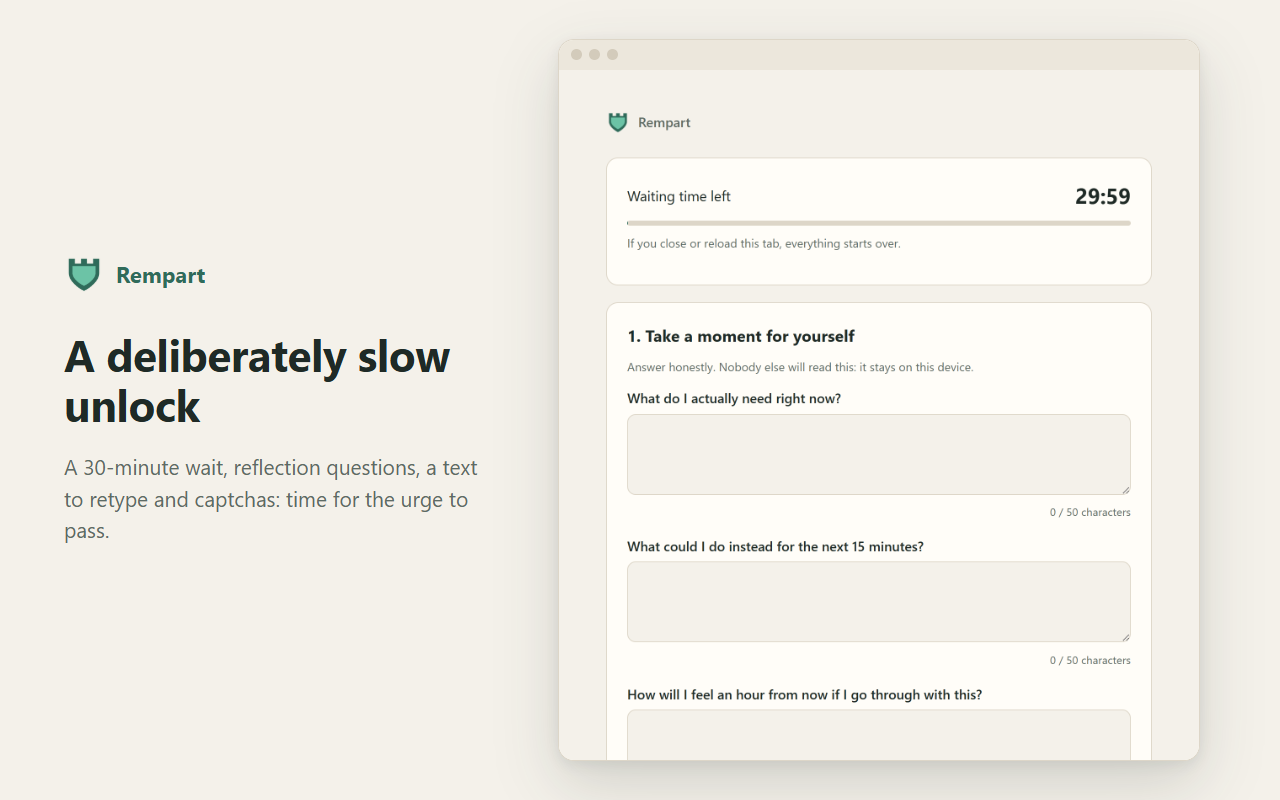 Rempart
A deliberately slow
unlock
A 30-minute wait, reflection questions, a text
to retype and captchas: time for the urge to
pass.
Rempart
Waiting time left
29:59
If you close or reload this tab, everything starts over.
1. Take a moment for yourself
Answer honestly. Nobody else will read this: it stays on this device.
What do I actually need right now?
0 / 50 characters
What could I do instead for the next 15 minutes?
0 / 50 characters
How will I feel an hour from now if I go through with this?